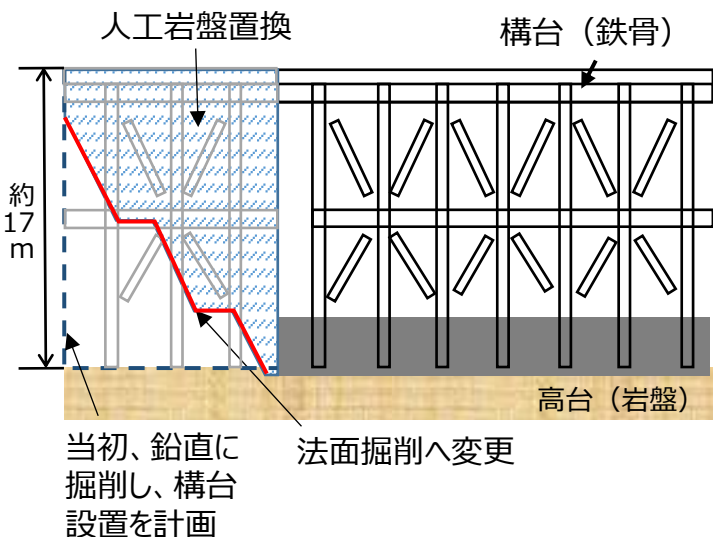 人工岩盤置換
構台（鉄骨）
約
17
m
高台（岩盤）
当初、鉛直に
掘削し、構台
設置を計画
法面掘削へ変更